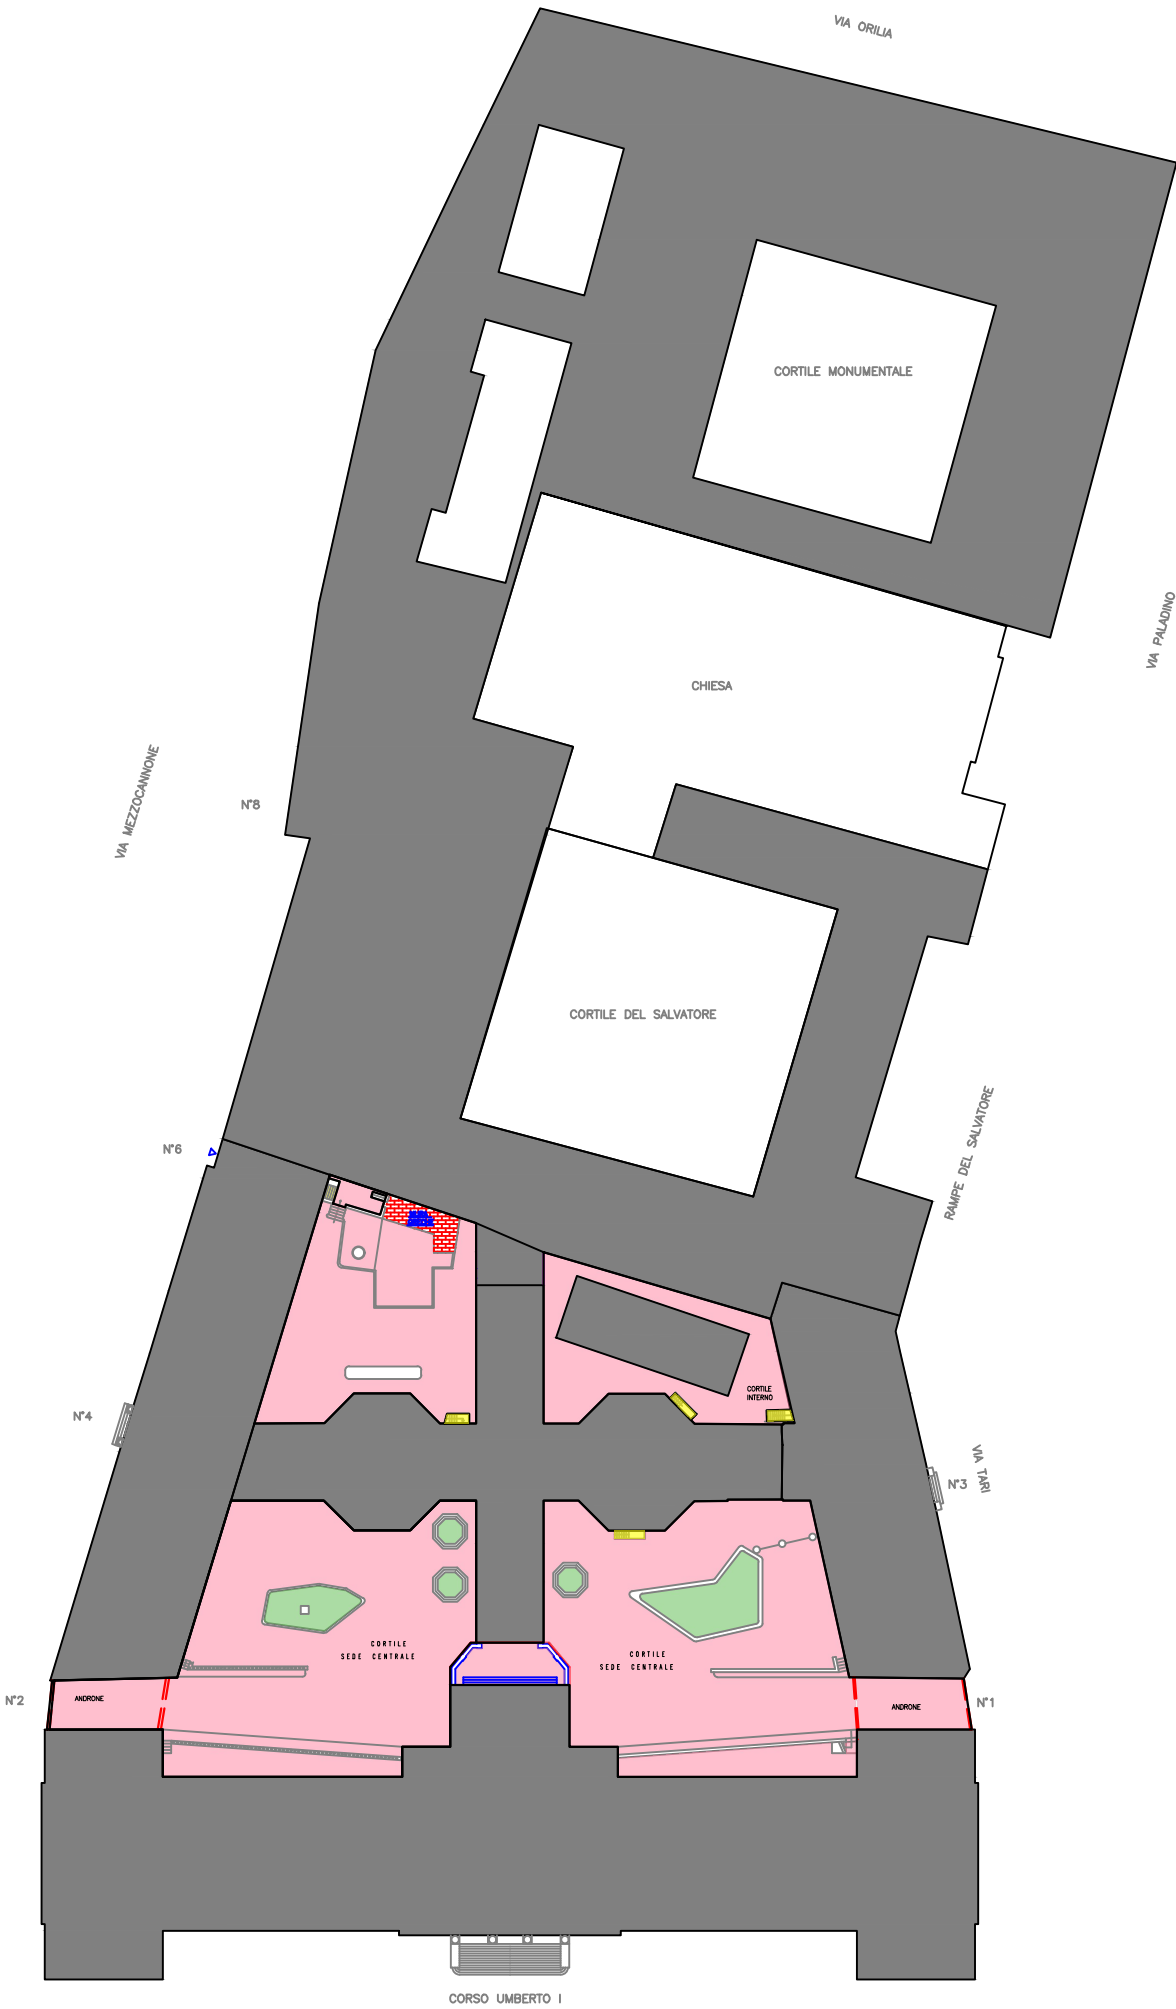 VIA ORILIA
CORTILE MONUMENTALE
VIA PALADINO
CHIESA
VIA MEZZOCANNONE
N°8
CORTILE DEL SALVATORE
RAMPE DEL SALVATORE
N°6
CORTILE
INTERNO
N°4
VIA TARI
N°3
CORTILE
SEDE CENTRALE
CORTILE
SEDE CENTRALE
N°2
ANDRONE
ANDRONE
N°1
CORSO UMBERTO I